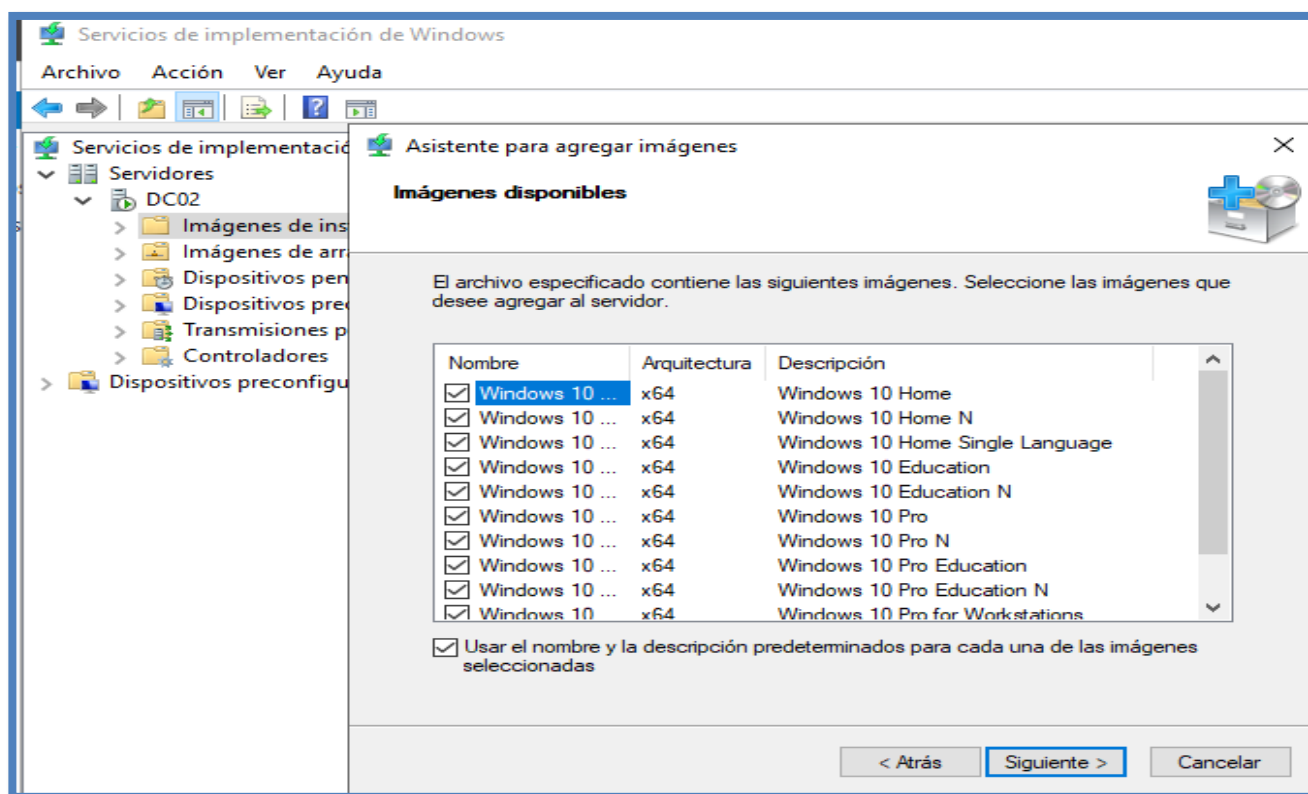 Servicios de implementación de Windows
Archivo Acción Ver Ayuda
Servicios de implementació
Servidores
DC02
Imágenes de ins
Imágenes de arr
Dispositivos pen
Dispositivos pre
Transmisiones p
Controladores
Dispositivos preconfigu
Asistente para agregar imágenes
Imágenes disponibles
El archivo especificado contiene las siguientes imágenes. Seleccione las imágenes que
desee agregar al servidor.
Nombre Arquitectura Descripción
Windows 10 ... x64 Windows 10 Home
Windows 10 ... x64 Windows 10 Home N
Windows 10 ... x64 Windows 10 Home Single Language
Windows 10 ... x64 Windows 10 Education
Windows 10 ... x64 Windows 10 Education N
Windows 10 ... x64 Windows 10 Pro
Windows 10 ... x64 Windows 10 Pro N
Windows 10 ... x64 Windows 10 Pro Education
Windows 10 ... x64 Windows 10 Pro Education N
Windows 10 x64 Windows 10 Pro for Workstations
Usar el nombre y la descripción predeterminados para cada una de las imágenes
seleccionadas
< Atrás Siguiente > Cancelar